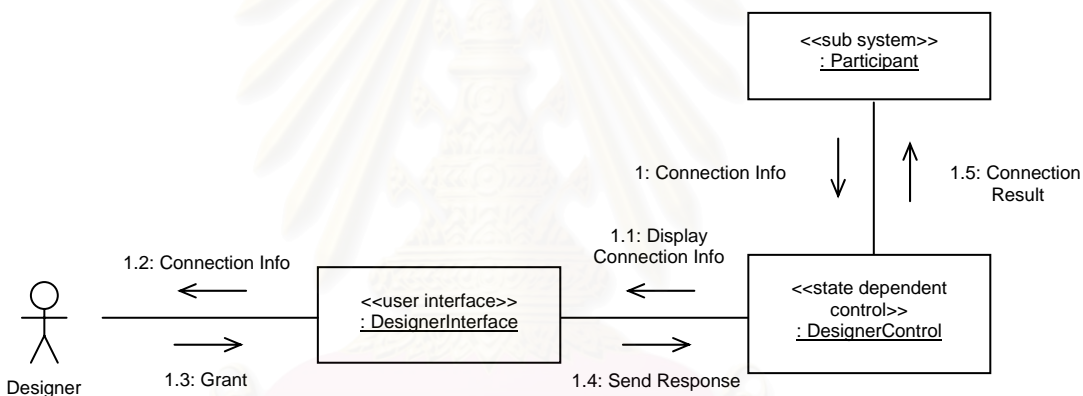 <<sub system>>
: Participant
1: Connection Info
1.5: Connection
Result
1.1: Display
Connection Info
1.2: Connection Info
<<user interface>>
: DesignerInterface
<<state dependent
control>>
: DesignerControl
1.3: Grant
1.4: Send Response
Designer